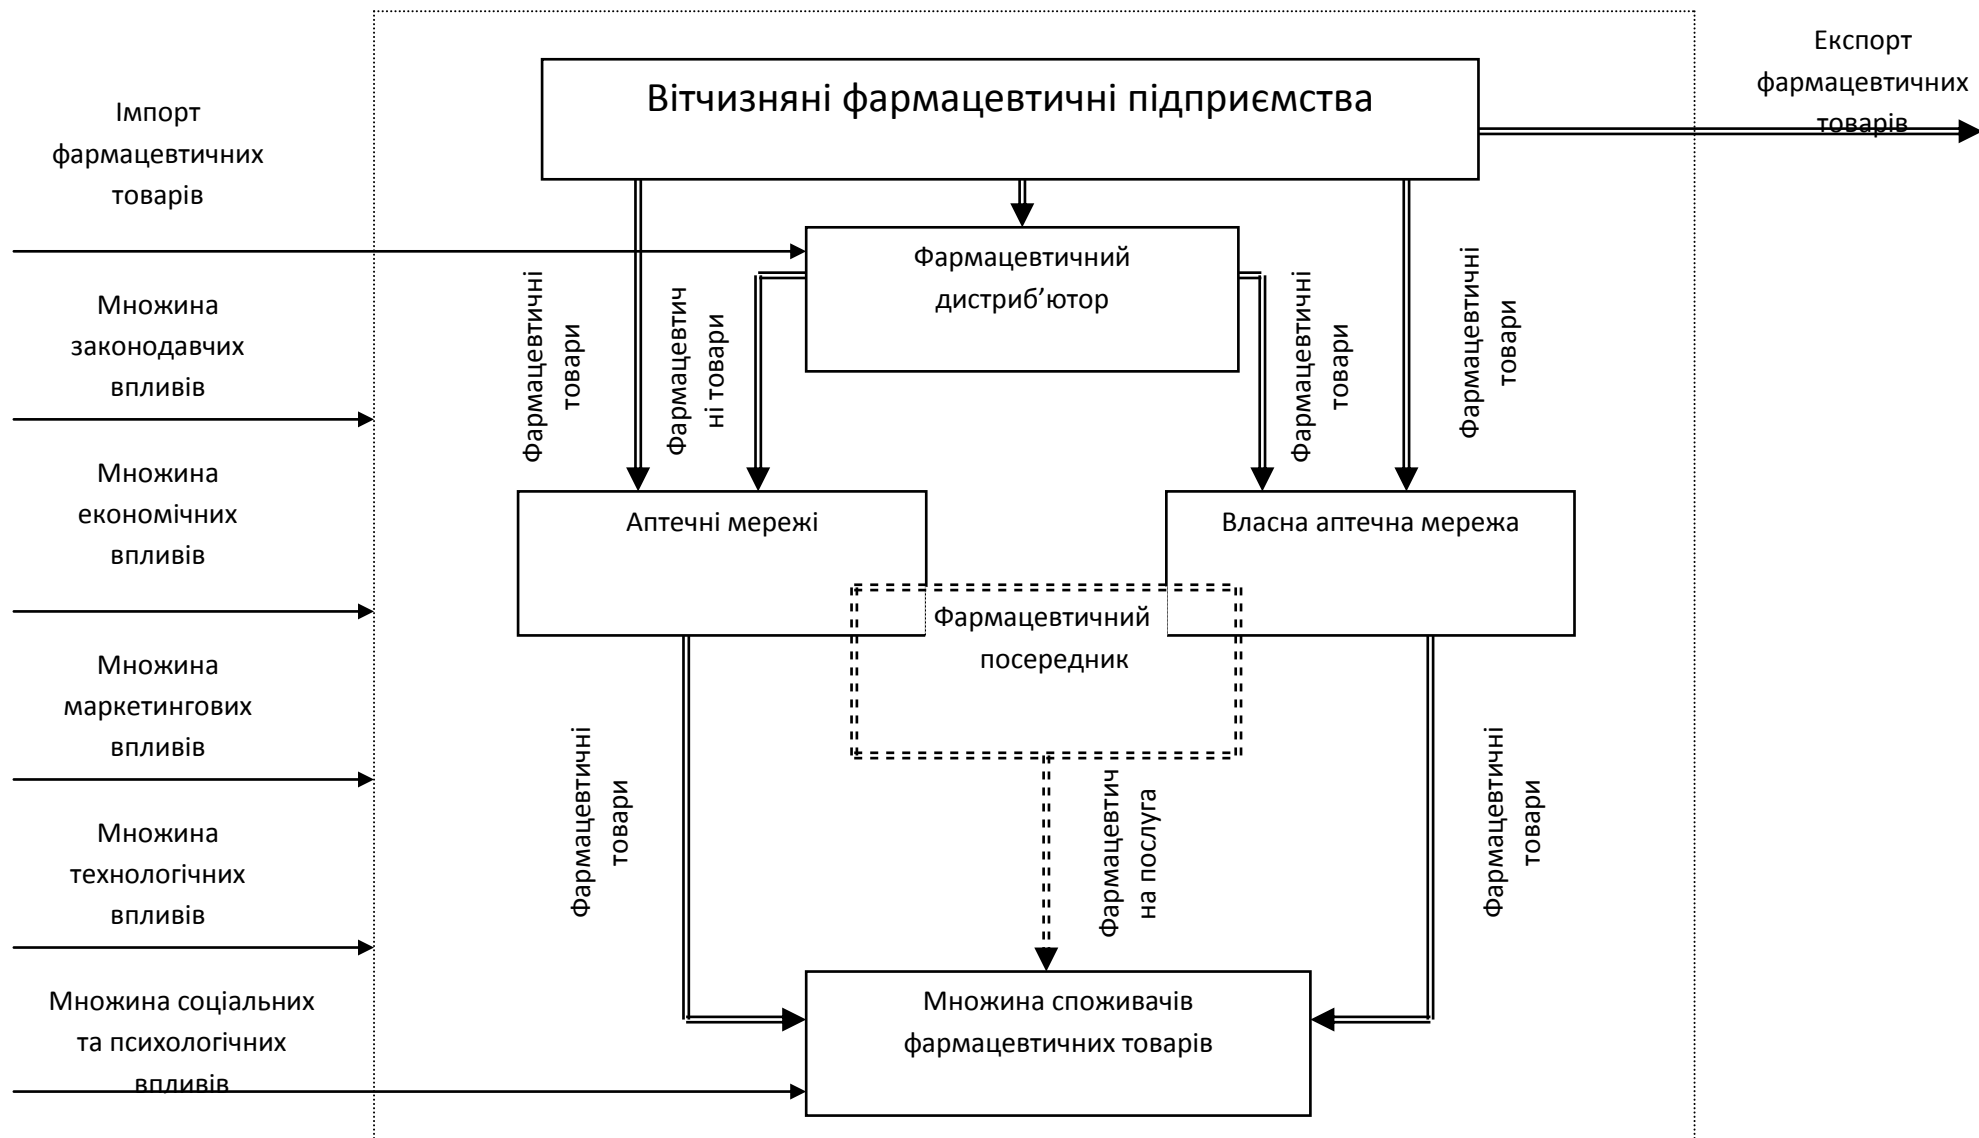 Експорт
фармацевтичних
товарів
Вітчизняні фармацевтичні підприємства
Імпорт
фармацевтичних
товарів
Фармацевтичний
дистриб’ютор
Фармацевтичні
товари
Фармацевтич
ні товари
Фармацевтичні
товари
Фармацевтичні
товари
Множина
законодавчих
впливів
Множина
економічних
впливів
Аптечні мережі
Власна аптечна мережа
Фармацевтичний
посередник
Множина
маркетингових
впливів
Фармацевтичні
товари
Фармацевтич
на послуга
Фармацевтичні
товари
Множина
технологічних
впливів
Множина соціальних
та психологічних
впливів
Множина споживачів
фармацевтичних товарів